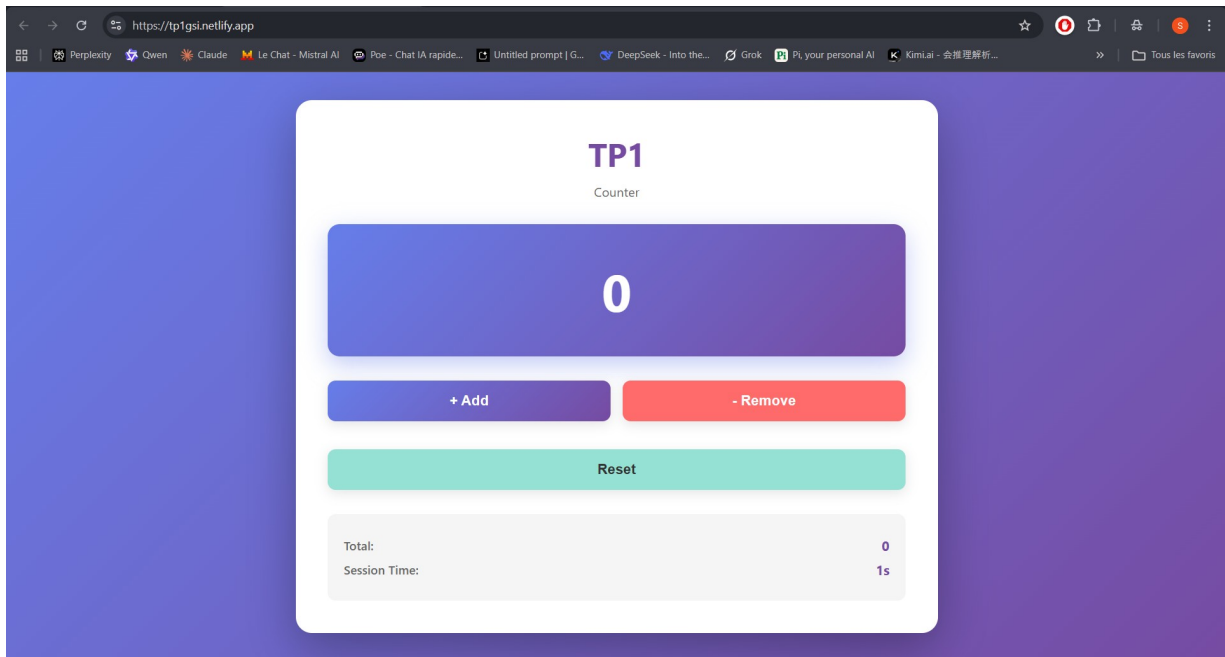 https://tp1gsi.netlify.app
S
Perplexity Qwen Claude Le Chat - Mistral AI Poe - Chat IA rapide... Untitled prompt | G... DeepSeek - Into the... Grok Pi, your personal AI Kimi.ai - 会推理解析... » Tous les favoris
TP1
Counter
0
+ Add - Remove
Reset
Total: 0
Session Time: 1s